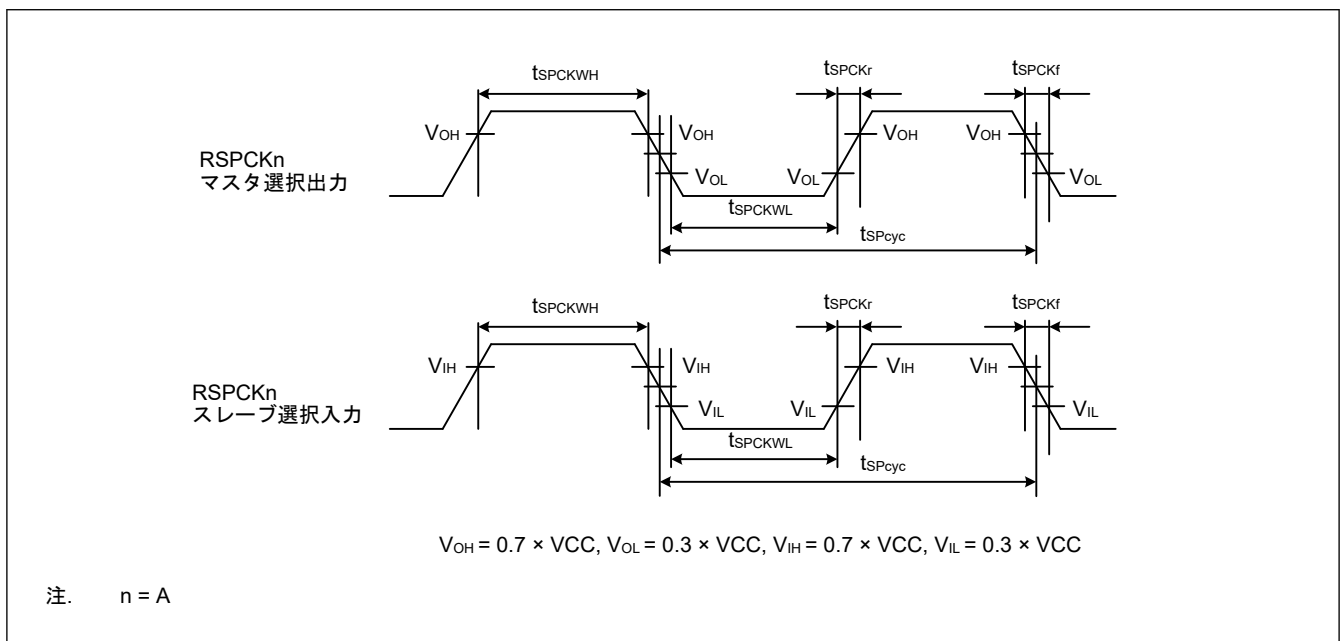 tSPCKWH tSPCKr tSPCKf
VOH VOH VOH VOH
RSPCKn
マスタ選択出力
VOL VOL VOL
tSPCKWL
tSPcyc
tSPCKWH tSPCKr tSPCKf
VIH VIH VIH VIH
RSPCKn
スレーブ選択入力
VIL VIL VIL
tSPCKWL
tSPcyc
VOH = 0.7 × VCC, VOL = 0.3 × VCC, VIH = 0.7 × VCC, VIL = 0.3 × VCC
注. n = A